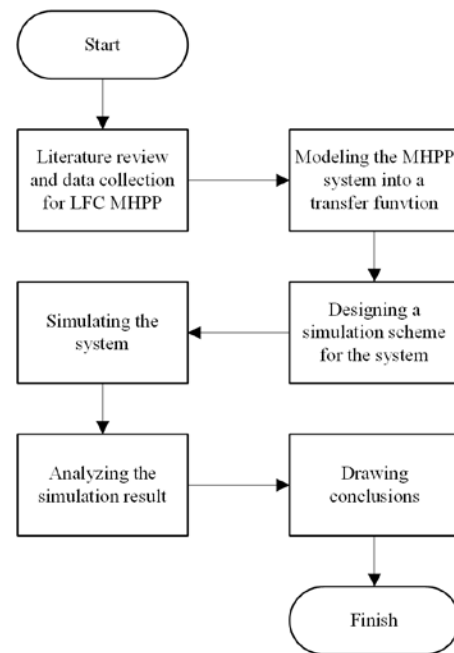 Start
Literature review
and data collection
for LFC MHPP
Modeling the MHPP
system into a
transfer funvtion
Designing a
simulation scheme
for the system
Simulating the
system
Analyzing the
simulation result
Drawing
conclusions
Finish